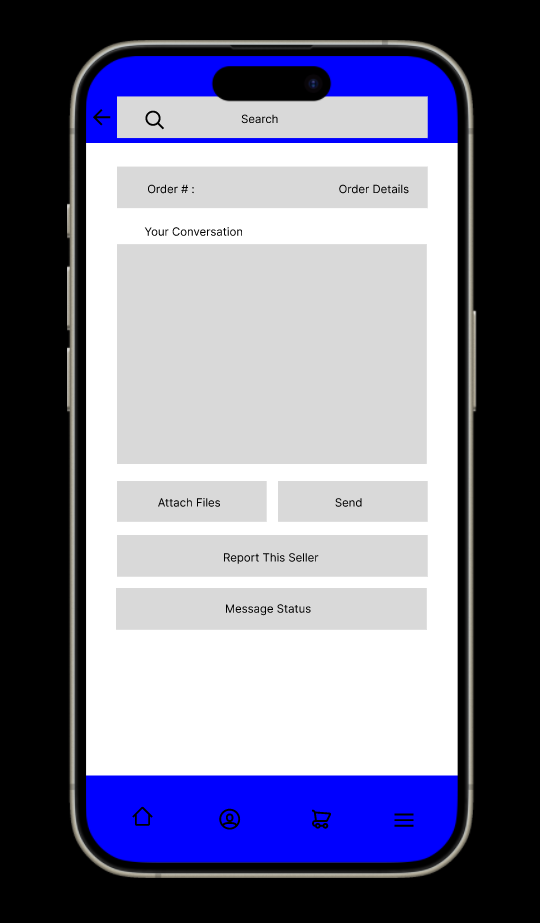 Search
Order # : Order Details
Your Conversation
Attach Files Send
Report This Seller
Message Status